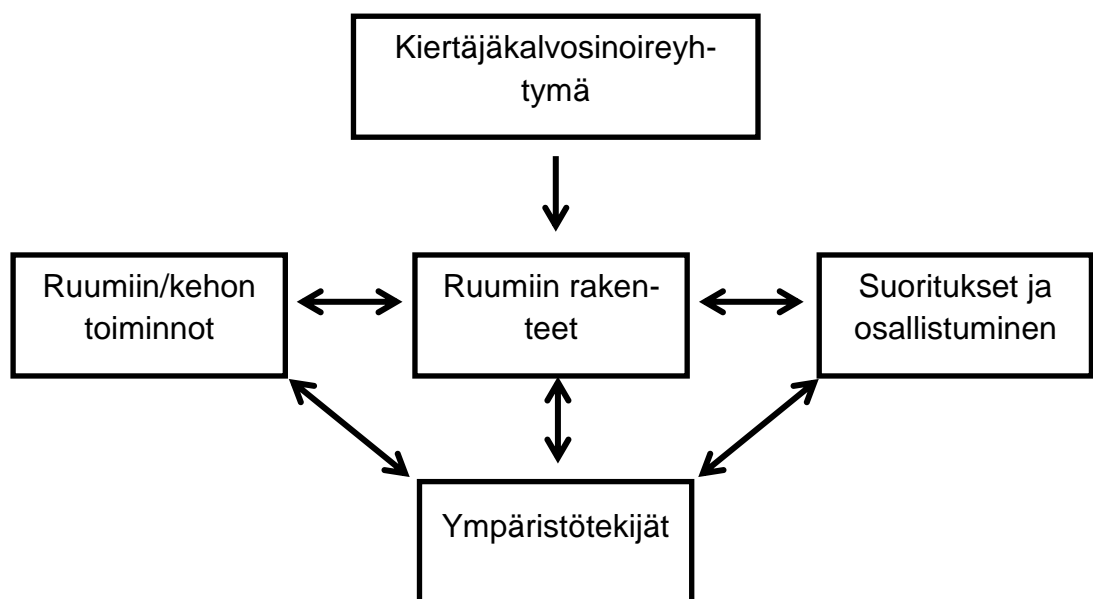 Kiertäjäkalvosinoireyh-
tymä
Ruumiin/kehon
toiminnot
Ruumiin raken-
teet
Suoritukset ja
osallistuminen
Ympäristötekijät